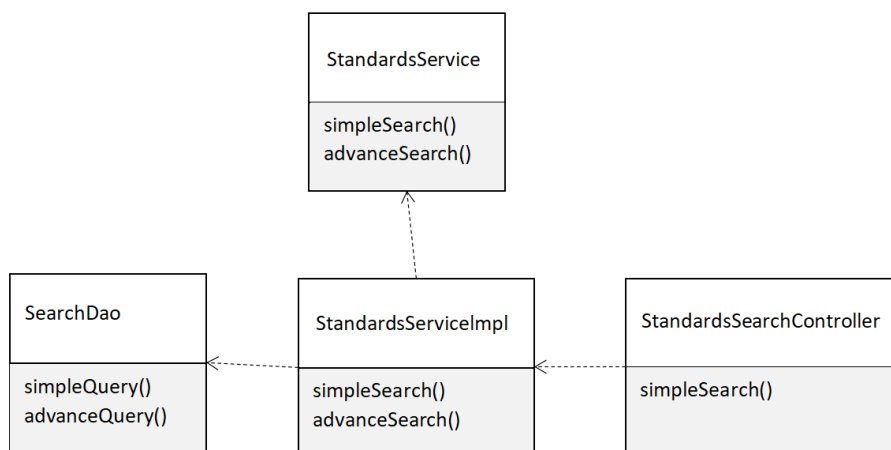 StandardsService
simpleSearch()
advanceSearch()
SearchDao
simpleQuery()
advanceQuery()
StandardsServiceImpl
simpleSearch()
advanceSearch()
StandardsSearchController
simpleSearch()